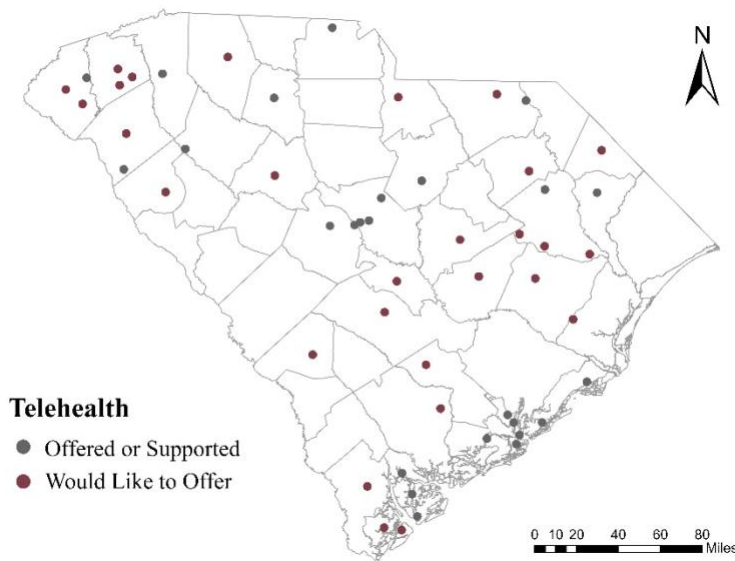 N
Telehealth
Offered or Supported
Would Like to Offer
0 10 20 40 60 80
Miles